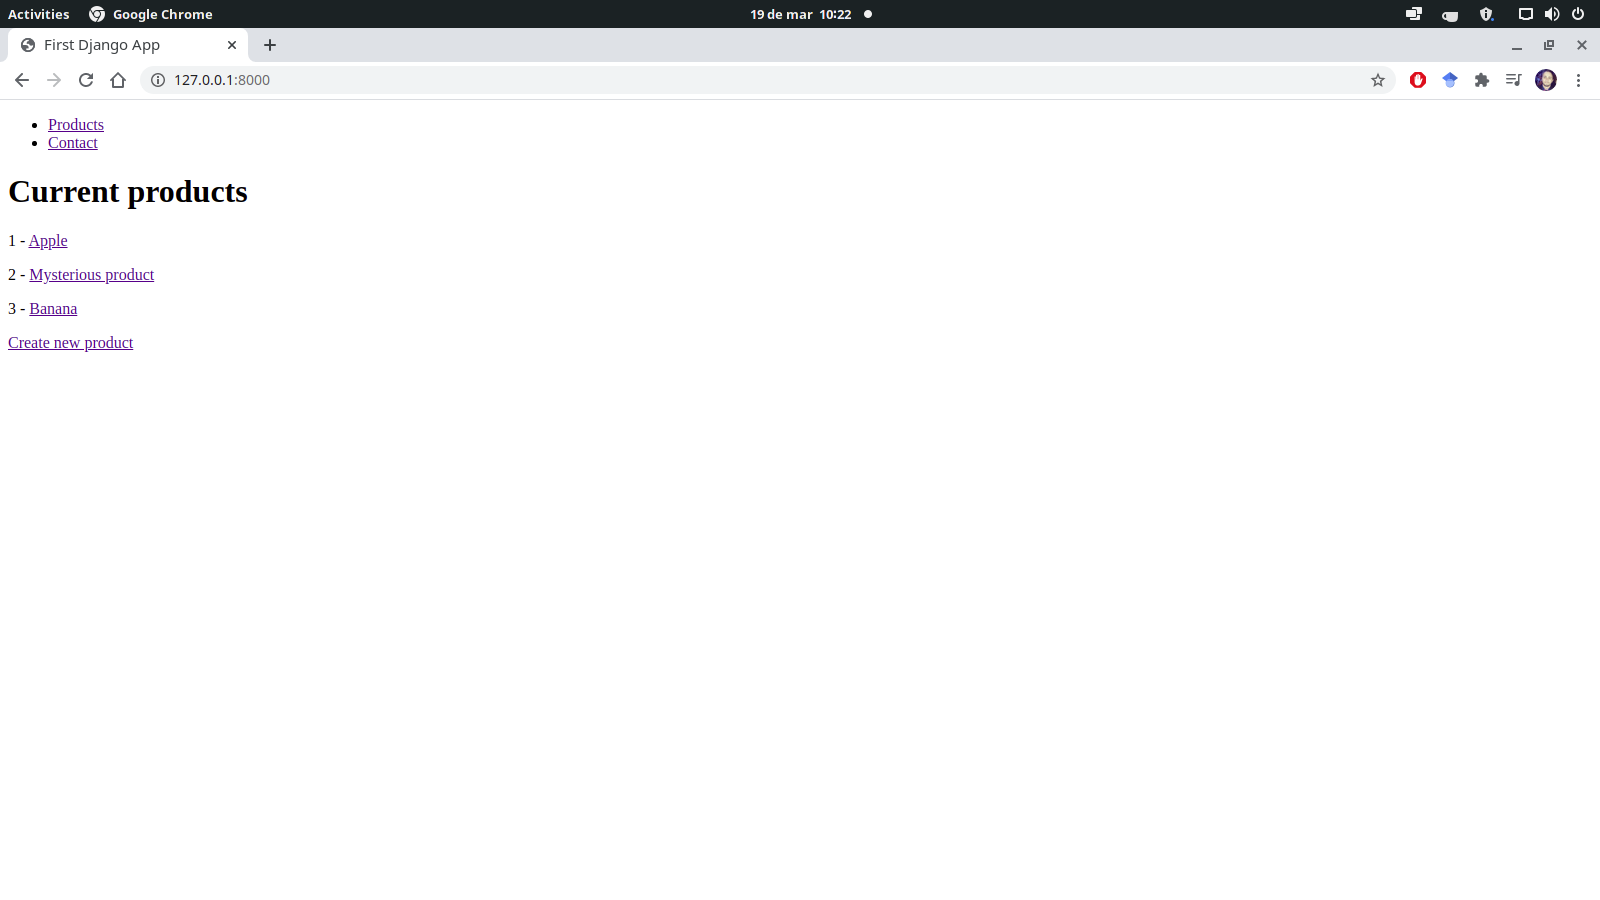 Activities Google Chrome 19 de mar 10:22
First Django App
127.0.0.1:8000
Products
Contact
Current products
1 - Apple
2 - Mysterious product
3 - Banana
Create new product